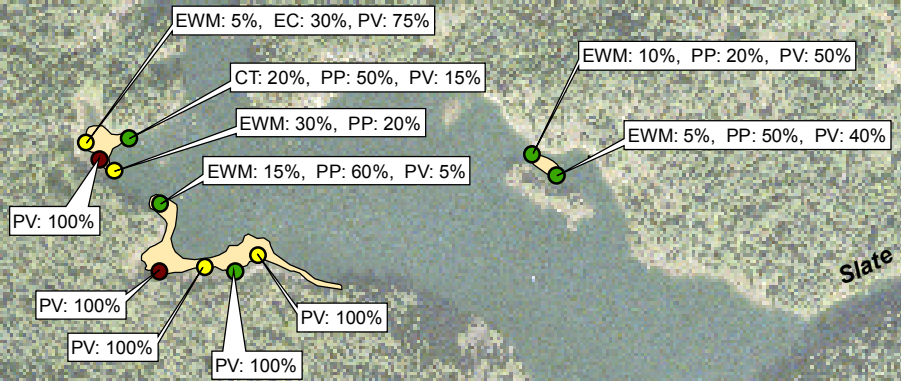 EWM: 5%, EC: 30%, PV: 75%
CT: 20%, PP: 50%, PV: 15%
EWM: 30%, PP: 20%
EWM: 15%, PP: 60%, PV: 5%
PV: 100%
PV: 100%
PV: 100%
PV: 100%
PV: 100%
EWM: 10%, PP: 20%, PV: 50%
EWM: 5%, PP: 50%, PV: 40%
Slate